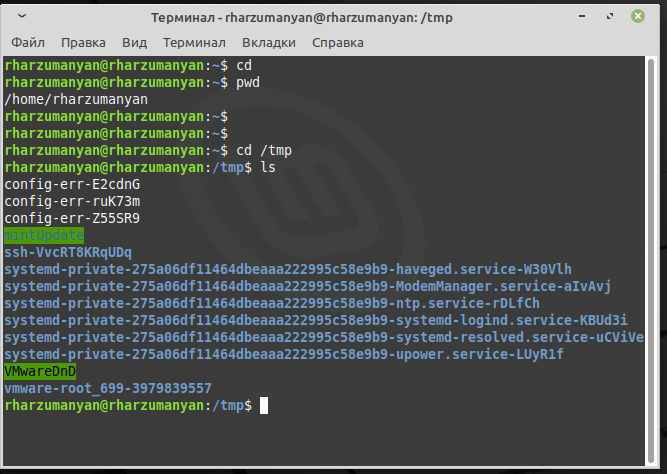 Терминал - rharzumanyan@rharzumanyan: /tmp
Файл Правка Вид Терминал Вкладки Справка
rharzumanyan@rharzumanyan:~$ cd
rharzumanyan@rharzumanyan:~$ pwd
/home/rharzumanyan
rharzumanyan@rharzumanyan:~$
rharzumanyan@rharzumanyan:~$
rharzumanyan@rharzumanyan:~$ cd /tmp
rharzumanyan@rharzumanyan:/tmp$ ls
config-err-E2cdnG
config-err-ruK73m
config-err-Z55SR9
mintUpdate
ssh-VvcRT8KRqUDq
systemd-private-275a06df11464dbeaaa222995c58e9b9-haveged.service-W30Vlh
systemd-private-275a06df11464dbeaaa222995c58e9b9-ModemManager.service-aIvAvj
systemd-private-275a06df11464dbeaaa222995c58e9b9-ntp.service-rDLfCh
systemd-private-275a06df11464dbeaaa222995c58e9b9-systemd-logind.service-KBUd3i
systemd-private-275a06df11464dbeaaa222995c58e9b9-systemd-resolved.service-uCViVe
systemd-private-275a06df11464dbeaaa222995c58e9b9-upower.service-LUyR1f
VMwareDnD
vmware-root_699-3979839557
rharzumanyan@rharzumanyan:/tmp$